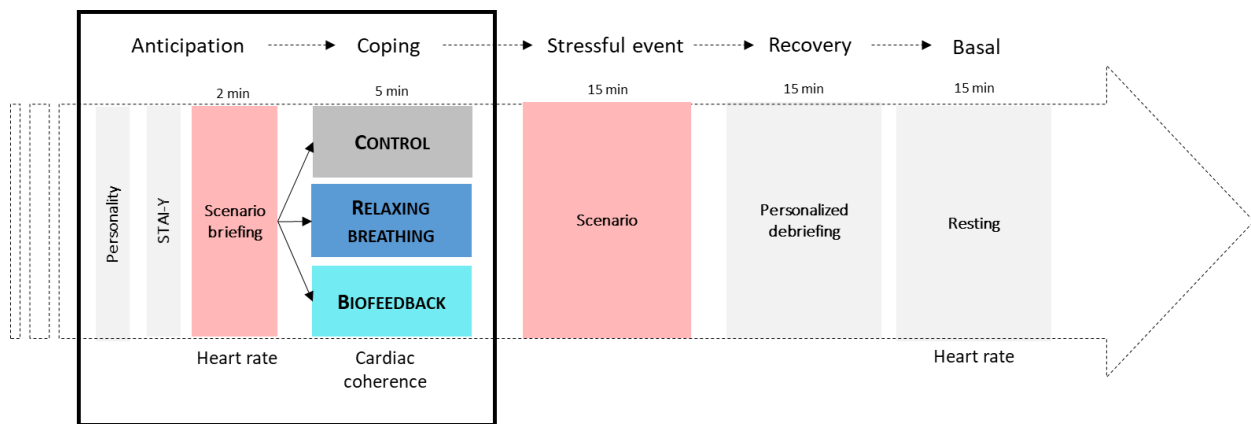 Anticipation
Coping
Stressful event
Recovery
Basal
2 min
5 min
15 min
15 min
15 min
Personality
STAI-Y
Scenario
briefing
CONTROL
RELAXING
BREATHING
BIOFEEDBACK
Scenario
Personalized
debriefing
Resting
Heart rate
Cardiac
coherence
Heart rate